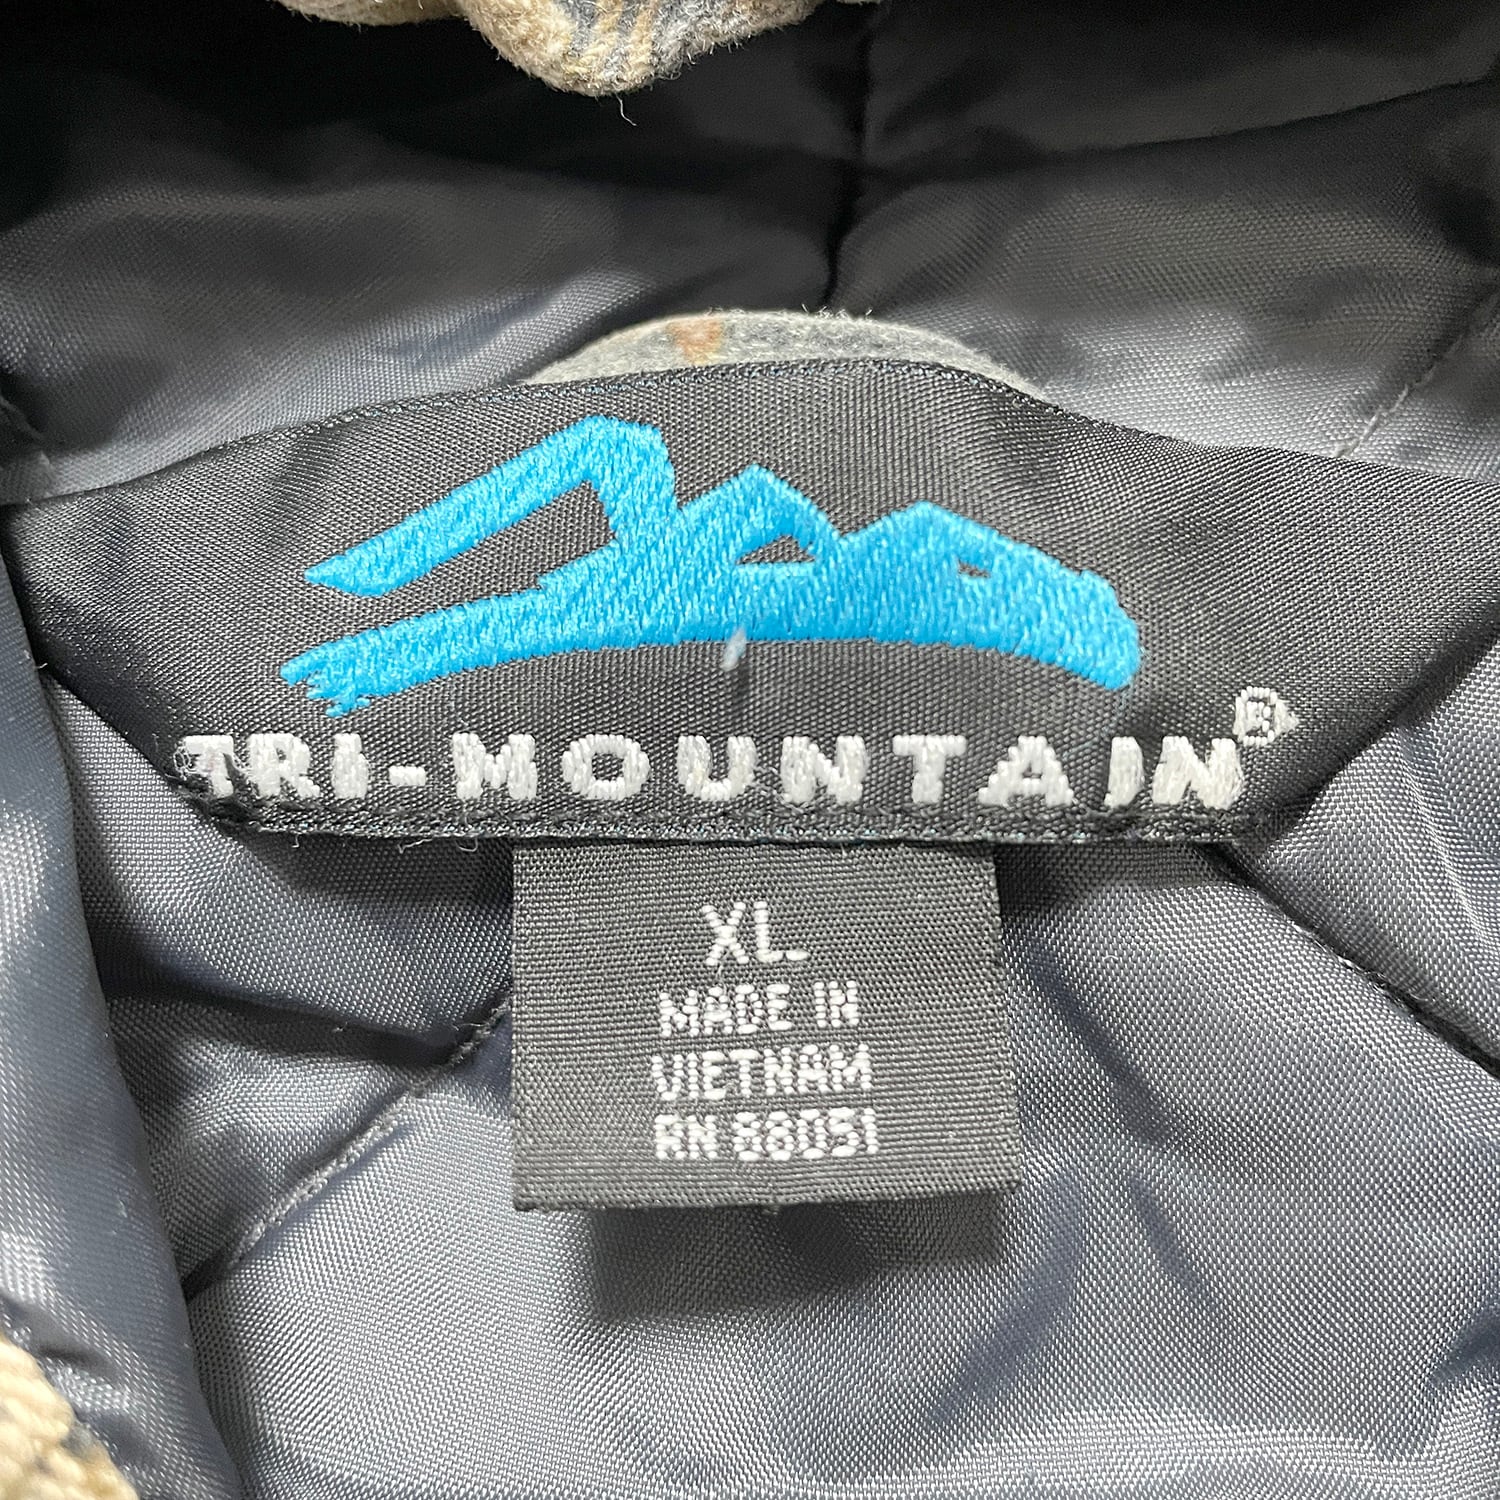 TRI-MOUNTAIN®
XL
MADE IN
VIETNAM
RN 88051